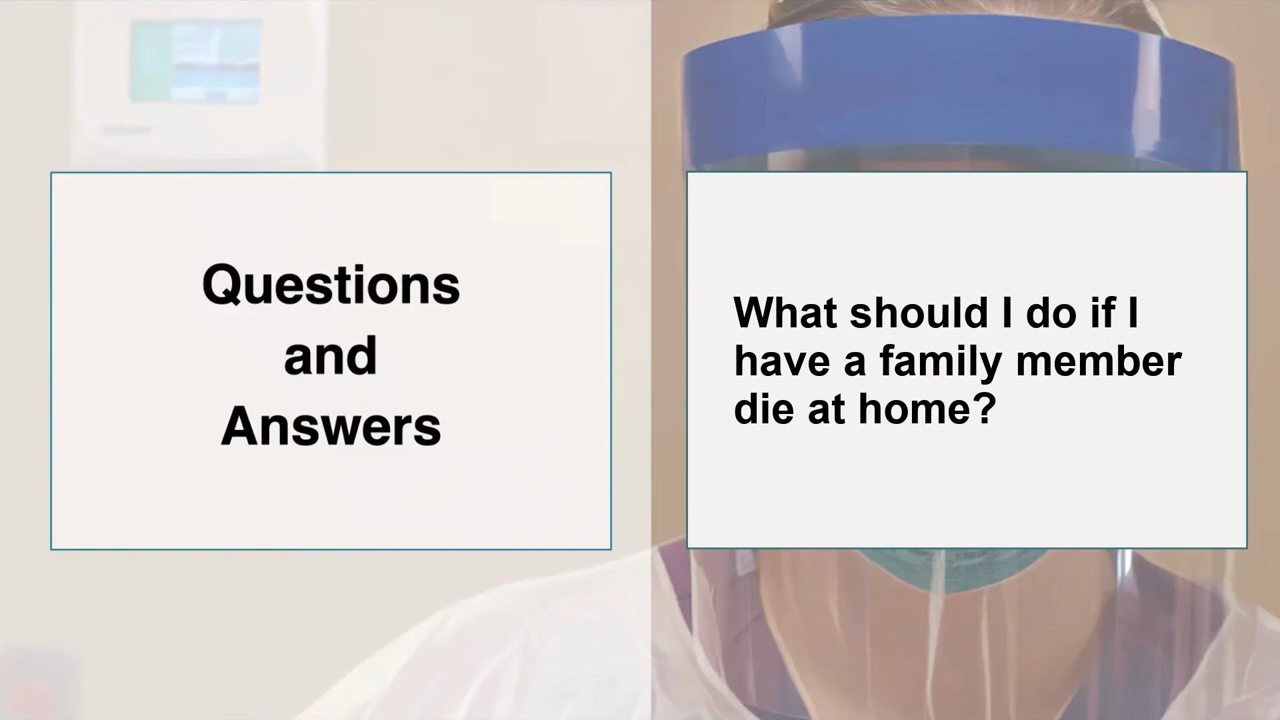 Questions
and
Answers
What should I do if I
have a family member
die at home?